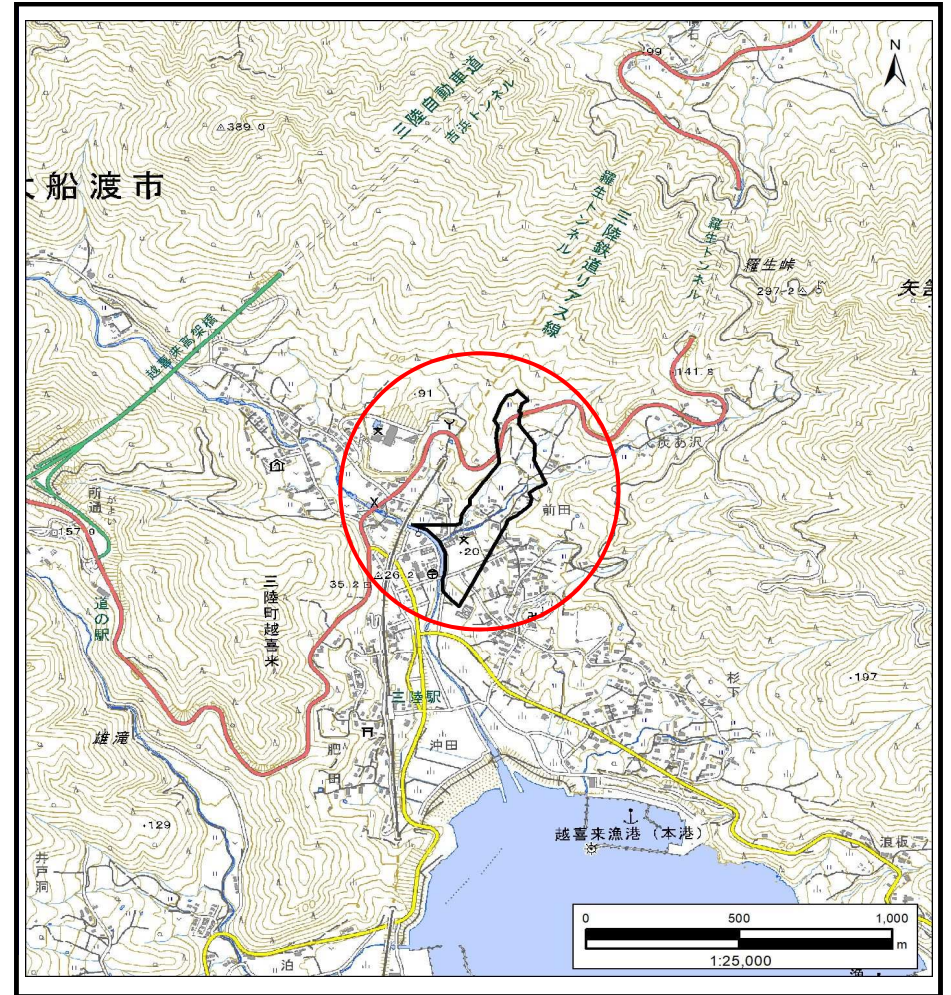 99
N
三陸自動車道
吉浜トンネル
△389.0
船渡市
三陸鉄道リアス線
羅生トンネル
羅生トンネル
羅生峠
297.2
越喜来高架橋
・91
・141.8
前田
・20
所通
・157.0
△26.2
35.2
道の駅
三陸町越喜来
・197
杉下
三陸駅
雄滝
肥ノ田
沖田
・129
越喜来漁港（本港）
浪板
井戸洞
100
泊
0 500 1,000
m
1:25,000